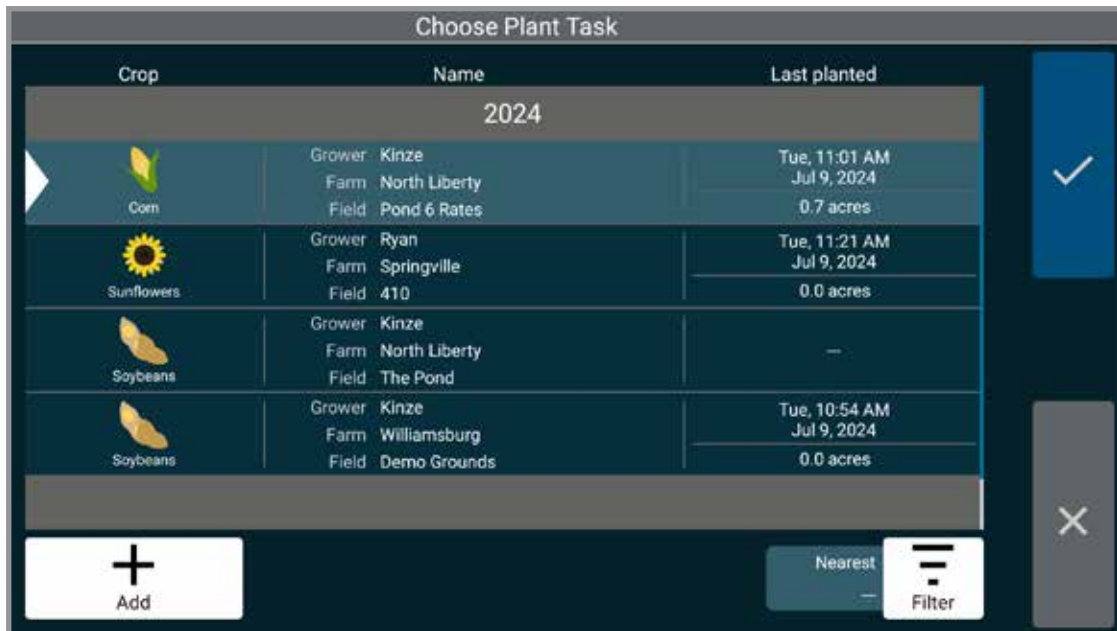 Choose Plant Task
Crop Name Last planted
2024
Corn
Grower Kinze
Farm North Liberty
Field Pond 6 Rates
Tue, 11:01 AM
Jul 9, 2024
0.7 acres
Sunflowers
Grower Ryan
Farm Springville
Field 410
Tue, 11:21 AM
Jul 9, 2024
0.0 acres
Soybeans
Grower Kinze
Farm North Liberty
Field The Pond
—
Soybeans
Grower Kinze
Farm Williamsburg
Field Demo Grounds
Tue, 10:54 AM
Jul 9, 2024
0.0 acres
Add
Nearest
—
Filter